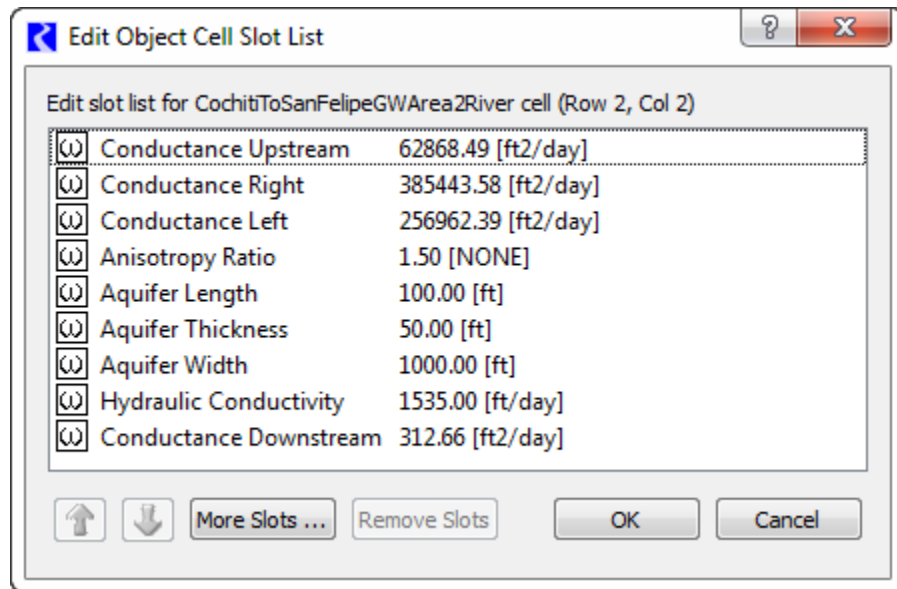 Edit Object Cell Slot List
?
Edit slot list for CochitiToSanFelipeGWArea2River cell (Row 2, Col 2)
ω Conductance Upstream 62868.49 [ft2/day]
ω Conductance Right 385443.58 [ft2/day]
ω Conductance Left 256962.39 [ft2/day]
ω Anisotropy Ratio 1.50 [NONE]
ω Aquifer Length 100.00 [ft]
ω Aquifer Thickness 50.00 [ft]
ω Aquifer Width 1000.00 [ft]
ω Hydraulic Conductivity 1535.00 [ft/day]
ω Conductance Downstream 312.66 [ft2/day]
More Slots ... Remove Slots OK Cancel